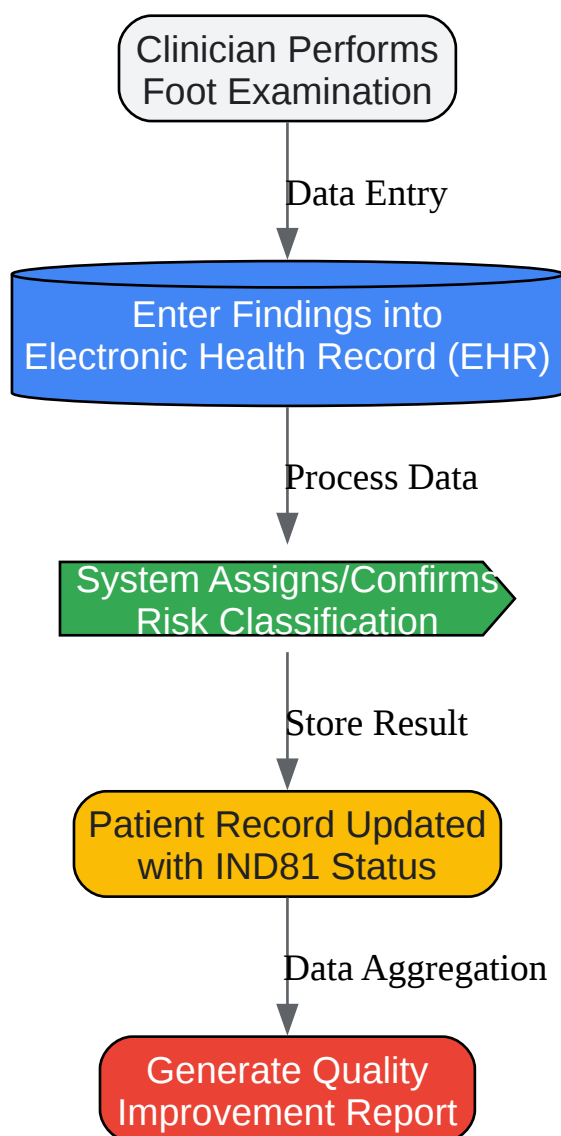 Clinician Performs
Foot Examination
Data Entry
Enter Findings into
Electronic Health Record (EHR)
Process Data
System Assigns/Confirms
Risk Classification
Store Result
Patient Record Updated
with IND81 Status
Data Aggregation
Generate Quality
Improvement Report